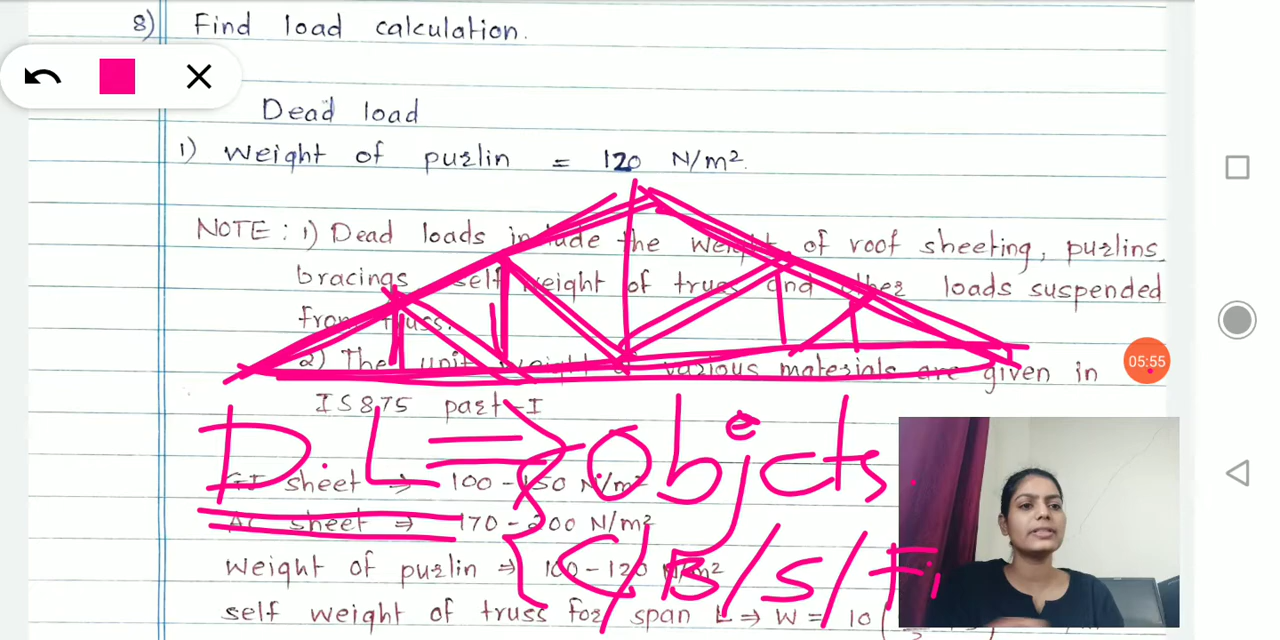 8) Find load calculation.
Dead load
1) Weight of purlin = 120 N/m²
NOTE: 1) Dead loads include the weight of roof sheeting, purlins
bracings self weight of truss and other loads suspended
from truss.
2) The unit weight of various materials are given in
IS 875 part-I
D.L => Objects
GI sheet => 100-150 N/m²
AC sheet => 170-200 N/m²
C/B/S/F
Weight of purlin => 100-120 N/m²
self weight of truss for span L => W = 10(
05:55